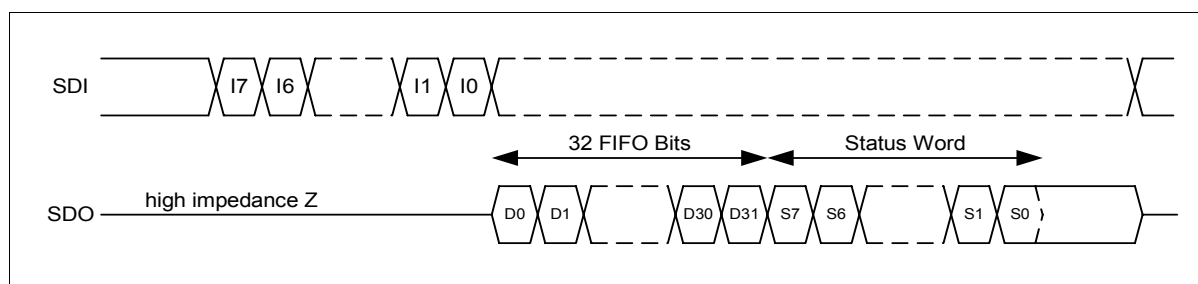 SDI I7 I6 I1 I0
32 FIFO Bits Status Word
high impedance Z
SDO D0 D1 D30 D31 S7 S6 S1 S0